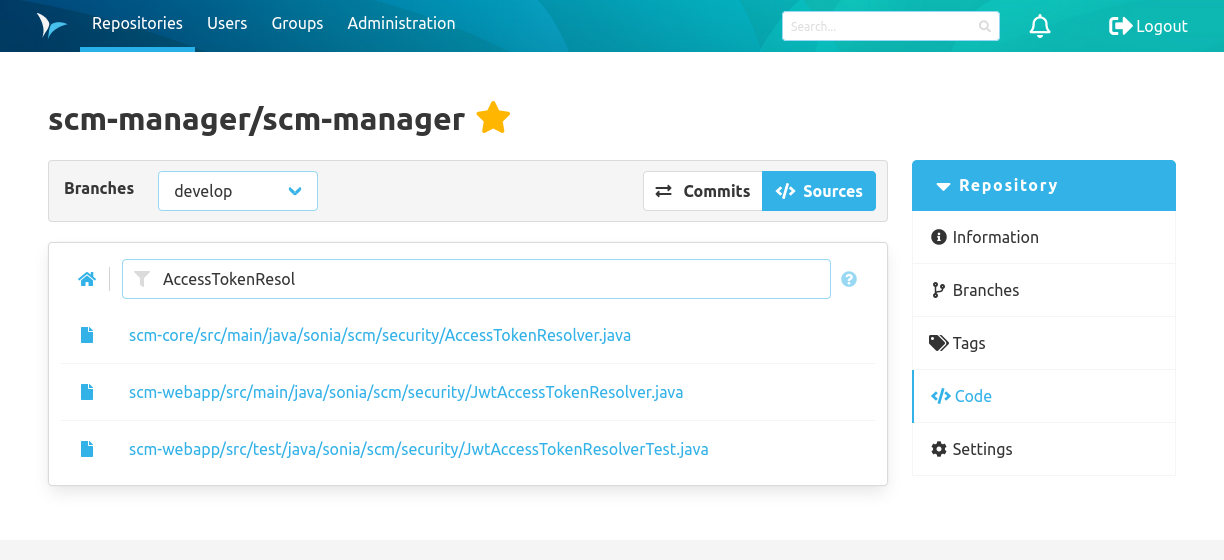 Repositories Users Groups Administration Search... Logout
scm-manager/scm-manager
Branches develop Commits </> Sources
Repository
AccessTokenResol
scm-core/src/main/java/sonia/scm/security/AccessTokenResolver.java
scm-webapp/src/main/java/sonia/scm/security/JwtAccessTokenResolver.java
scm-webapp/src/test/java/sonia/scm/security/JwtAccessTokenResolverTest.java
Information
Branches
Tags
</> Code
Settings